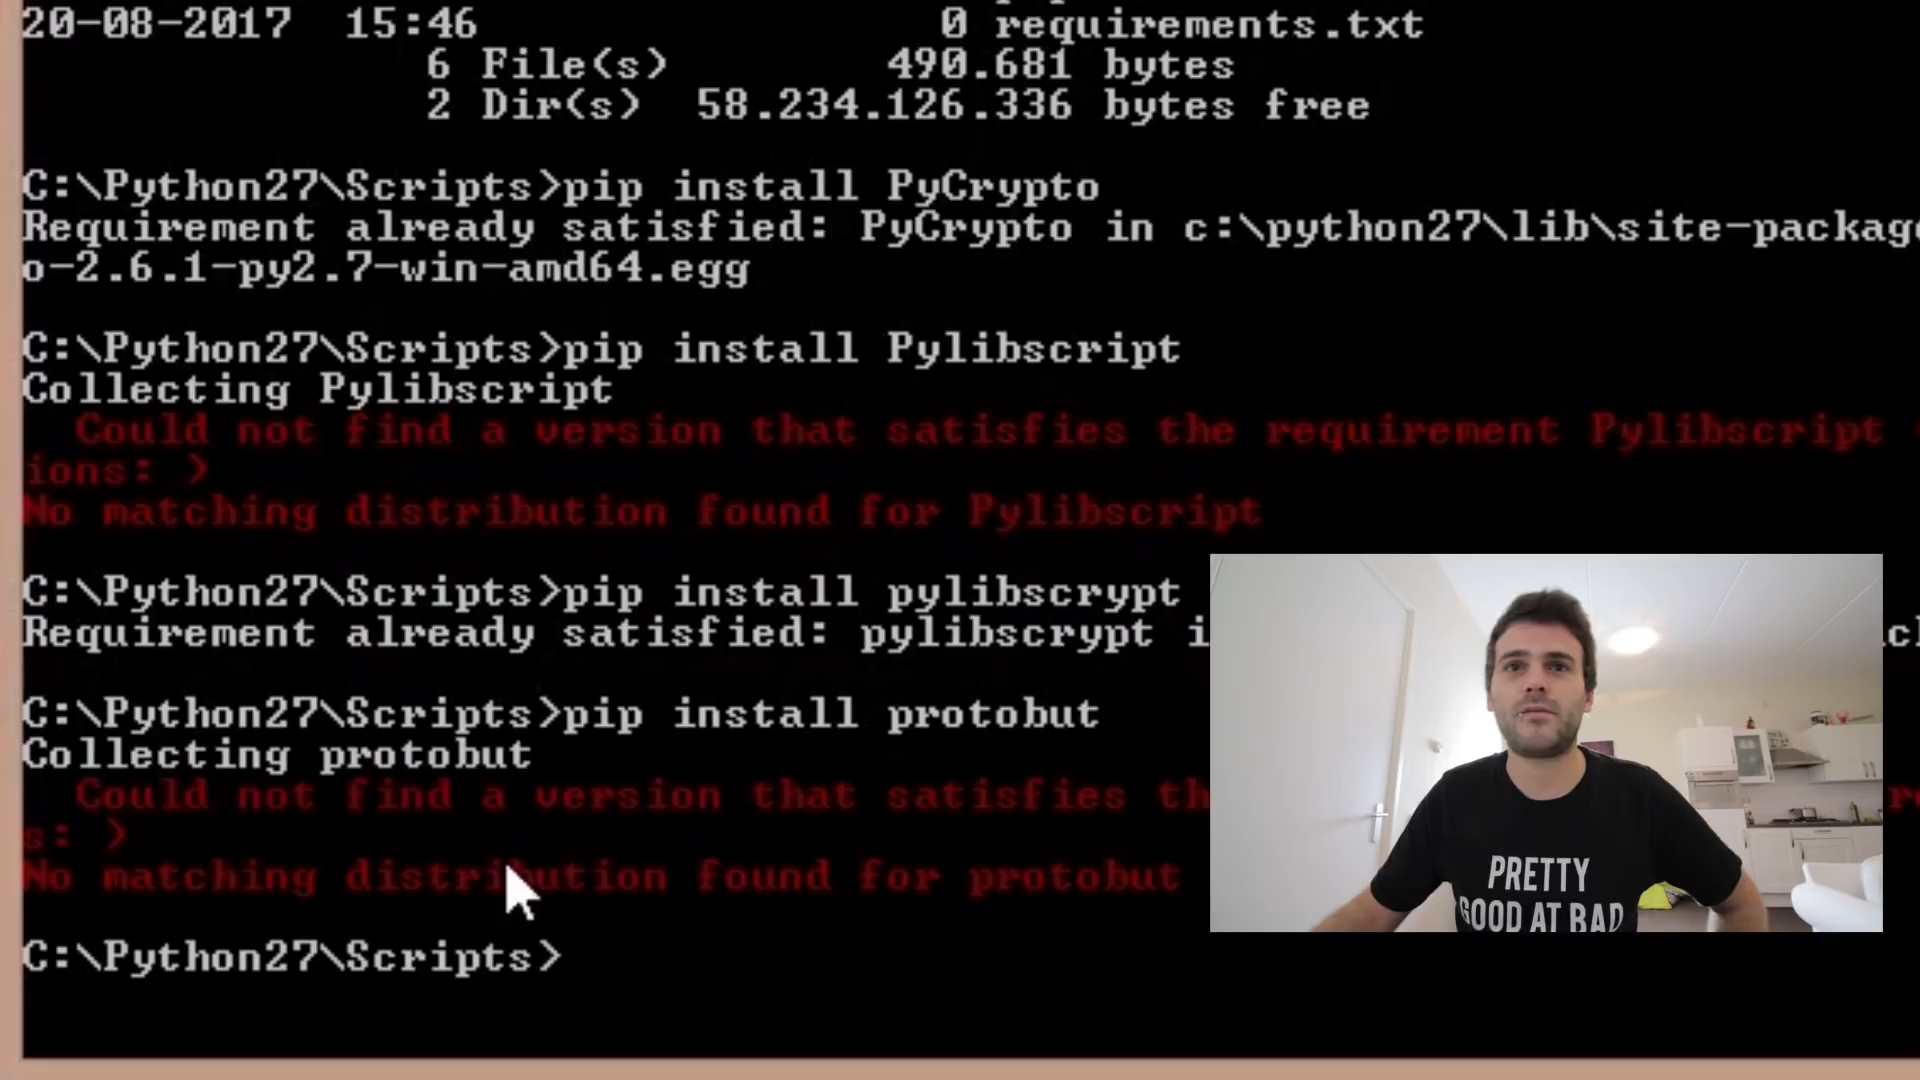 20-08-2017 15:46 0 requirements.txt
6 File(s) 490.681 bytes
2 Dir(s) 58.234.126.336 bytes free
C:\Python27\Scripts>pip install PyCrypto
Requirement already satisfied: PyCrypto in c:\python27\lib\site-packag
o-2.6.1-py2.7-win-amd64.egg
C:\Python27\Scripts>pip install Pylibscript
Collecting Pylibscript
Could not find a version that satisfies the requirement Pylibscript
ions: )
No matching distribution found for Pylibscript
C:\Python27\Scripts>pip install pylibscrypt
Requirement already satisfied: pylibscrypt i
C:\Python27\Scripts>pip install protobut
Collecting protobut
Could not find a version that satisfies th
s: )
No matching distribution found for protobut
C:\Python27\Scripts>
PRETTY
GOOD AT BAD